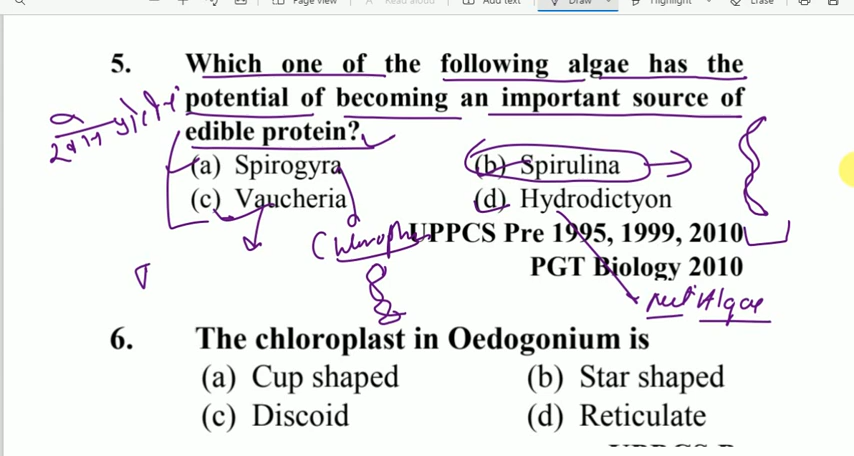 Page view
Read aloud
Add text
Draw
Highlight
Erase
5. Which one of the following algae has the
potential of becoming an important source of
edible protein?
(a) Spirogyra (b) Spirulina
(c) Vaucheria (d) Hydrodictyon
UPPCS Pre 1995, 1999, 2010
PGT Biology 2010
Algae
6. The chloroplast in Oedogonium is
(a) Cup shaped (b) Star shaped
(c) Discoid (d) Reticulate